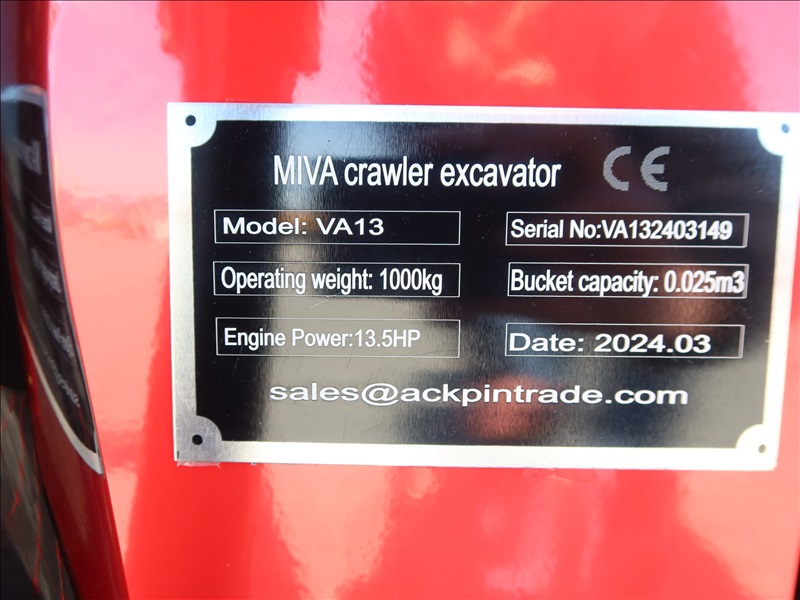 MIVA crawler excavator CE
Model: VA13
Serial No:VA132403149
Operating weight: 1000kg
Bucket capacity: 0.025m3
Engine Power:13.5HP
Date: 2024.03
sales@ackpintrade.com